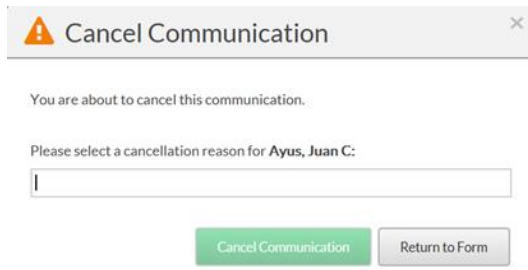 Cancel Communication
×
You are about to cancel this communication.
Please select a cancellation reason for Ayus, Juan C:
Cancel Communication Return to Form